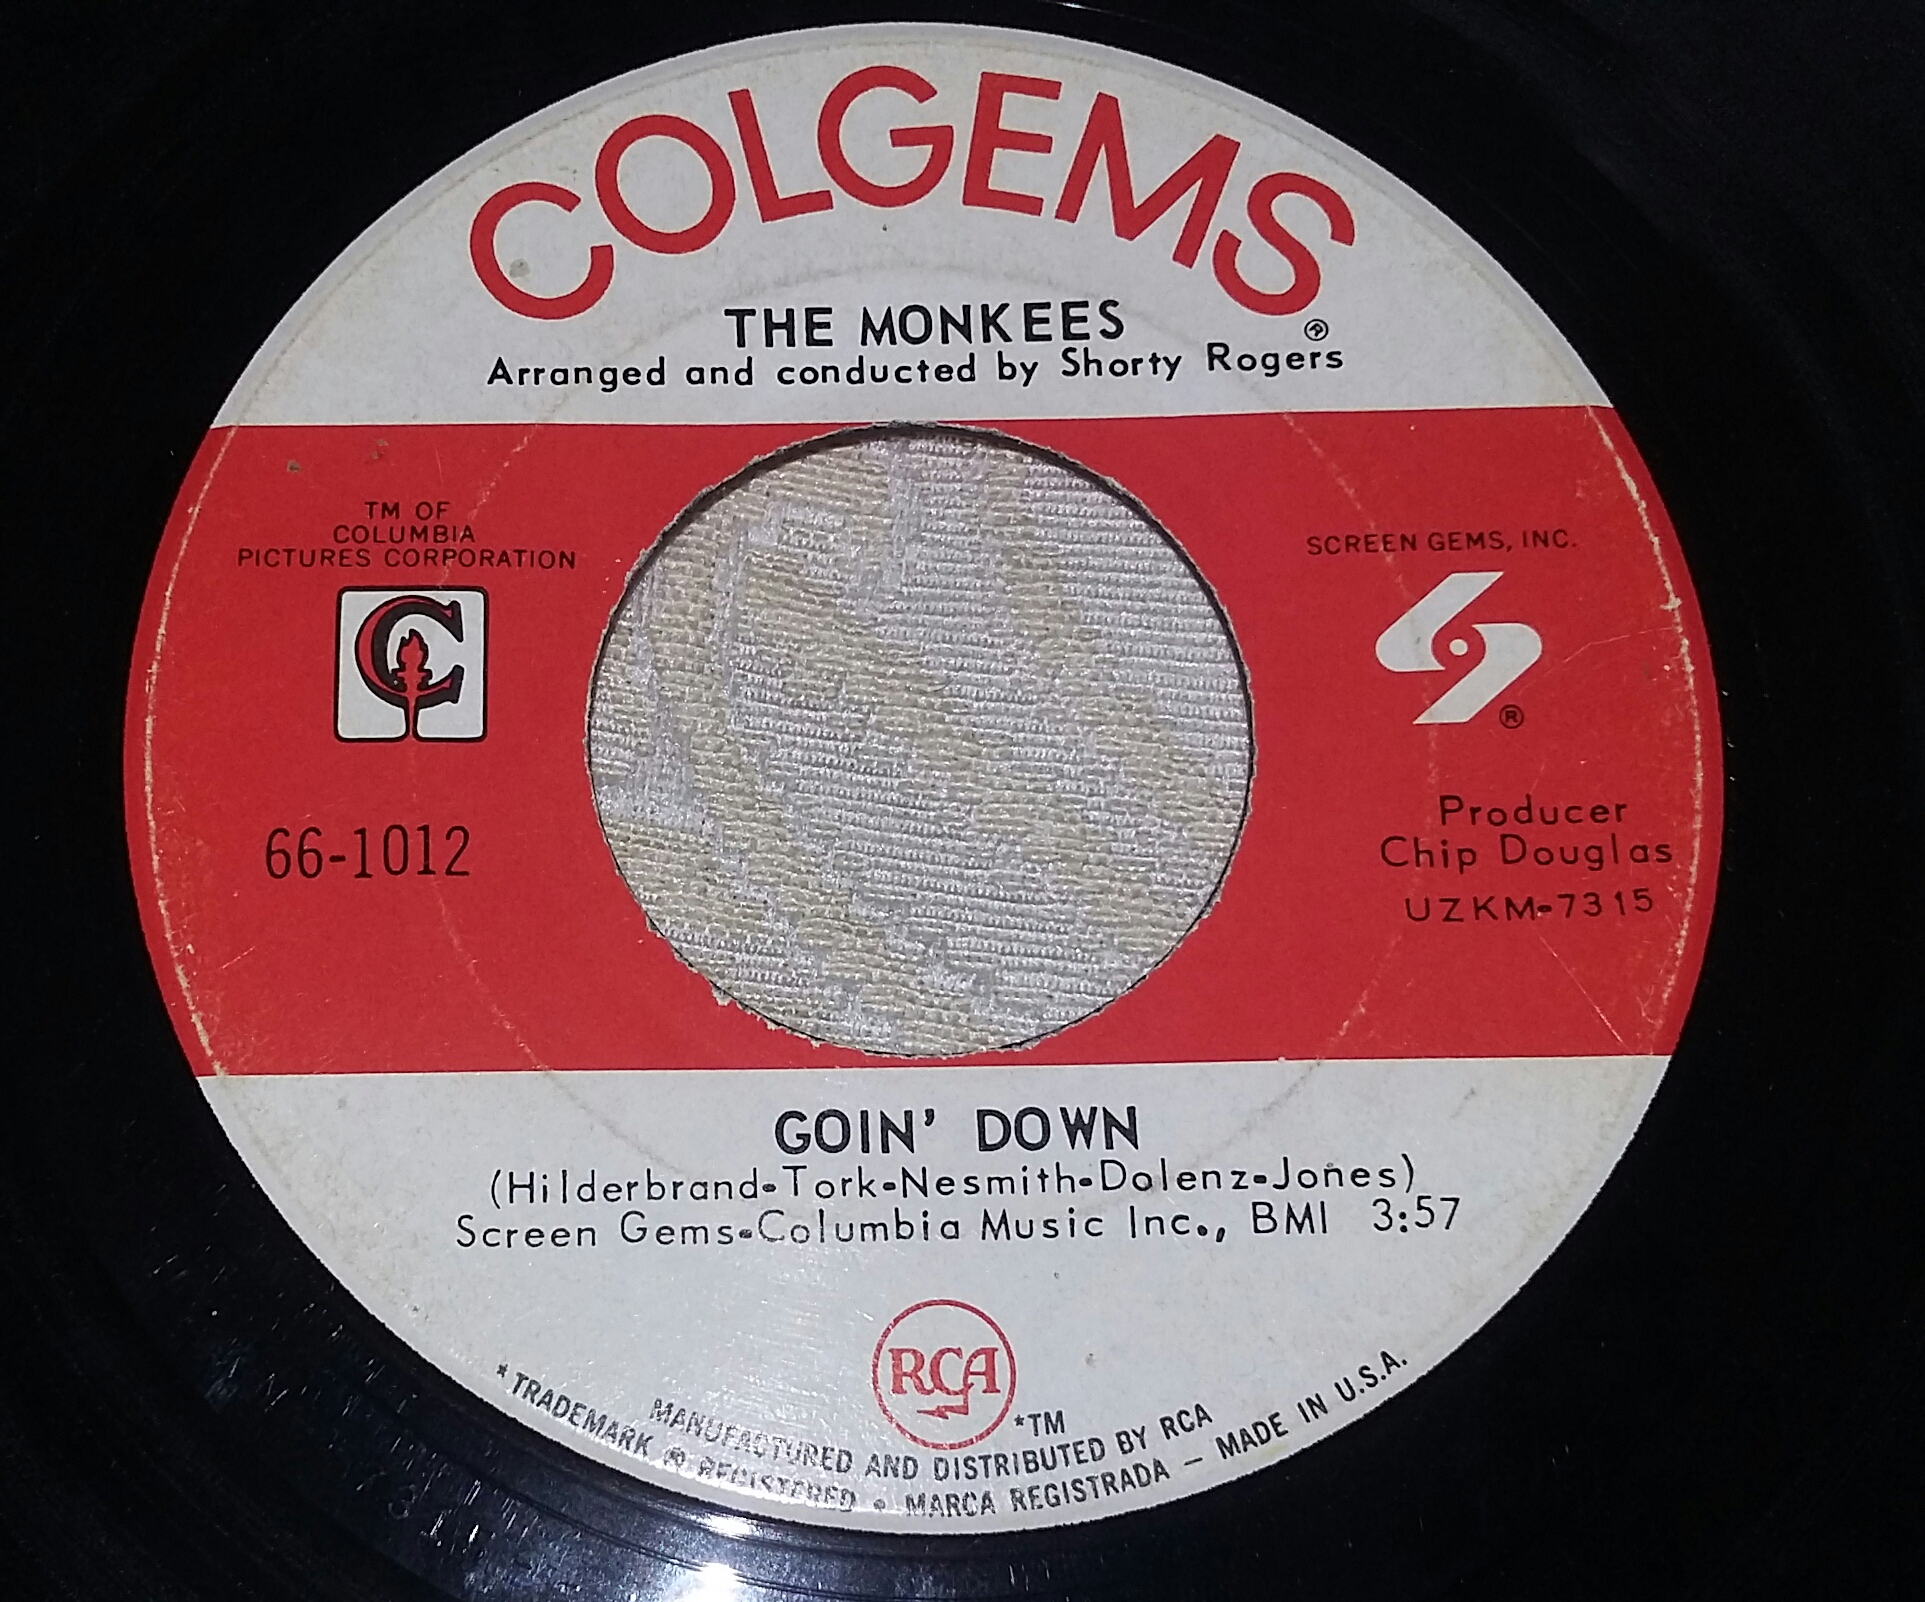 COLGEMS
®
THE MONKEES
Arranged and conducted by Shorty Rogers
TM OF
COLUMBIA
PICTURES CORPORATION
C
66-1012
SCREEN GEMS, INC.
®
Producer
Chip Douglas
UZKM-7315
GOIN' DOWN
(Hilderbrand-Tork-Nesmith-Dolenz-Jones)
Screen Gems-Columbia Music Inc., BMI 3:57
RCA
*TM
MANUFACTURED AND DISTRIBUTED BY RCA
*TRADEMARK ® REGISTERED • MARCA REGISTRADA — MADE IN U.S.A.